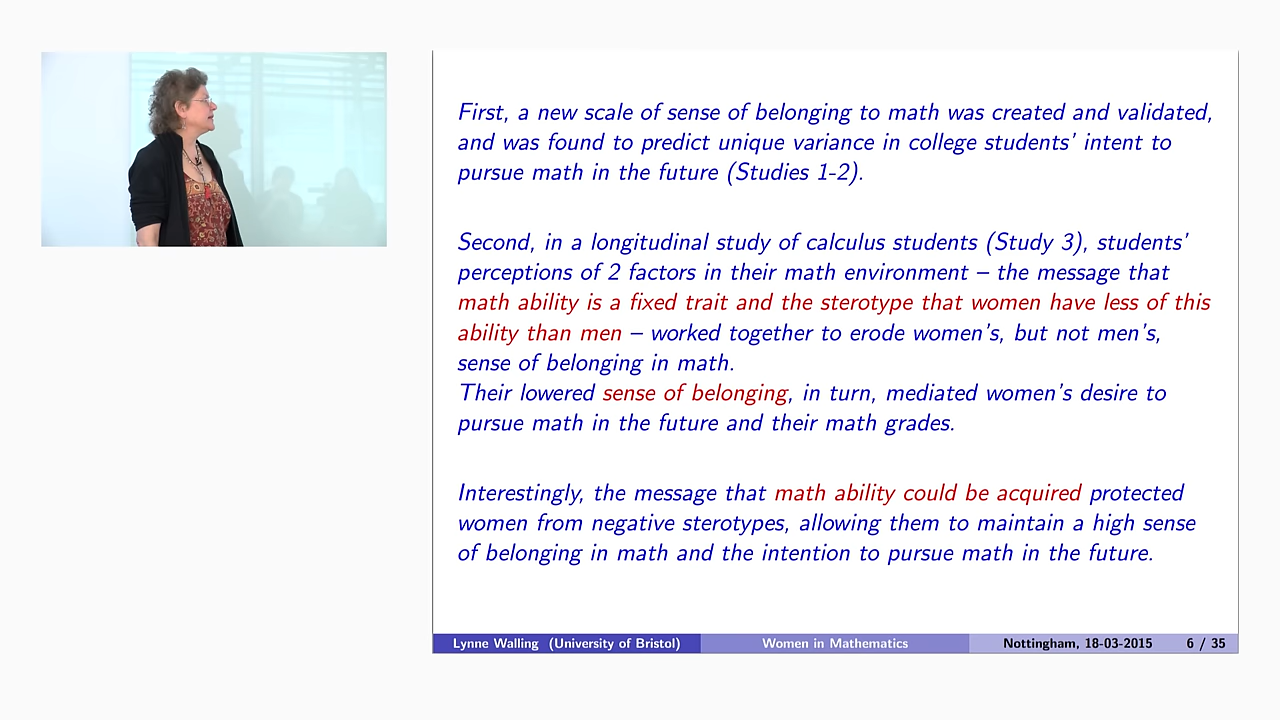 First, a new scale of sense of belonging to math was created and validated,
and was found to predict unique variance in college students' intent to
pursue math in the future (Studies 1-2).
Second, in a longitudinal study of calculus students (Study 3), students'
perceptions of 2 factors in their math environment – the message that
math ability is a fixed trait and the sterotype that women have less of this
ability than men – worked together to erode women's, but not men's,
sense of belonging in math.
Their lowered sense of belonging, in turn, mediated women's desire to
pursue math in the future and their math grades.
Interestingly, the message that math ability could be acquired protected
women from negative sterotypes, allowing them to maintain a high sense
of belonging in math and the intention to pursue math in the future.
Lynne Walling (University of Bristol) Women in Mathematics Nottingham, 18-03-2015 6 / 35